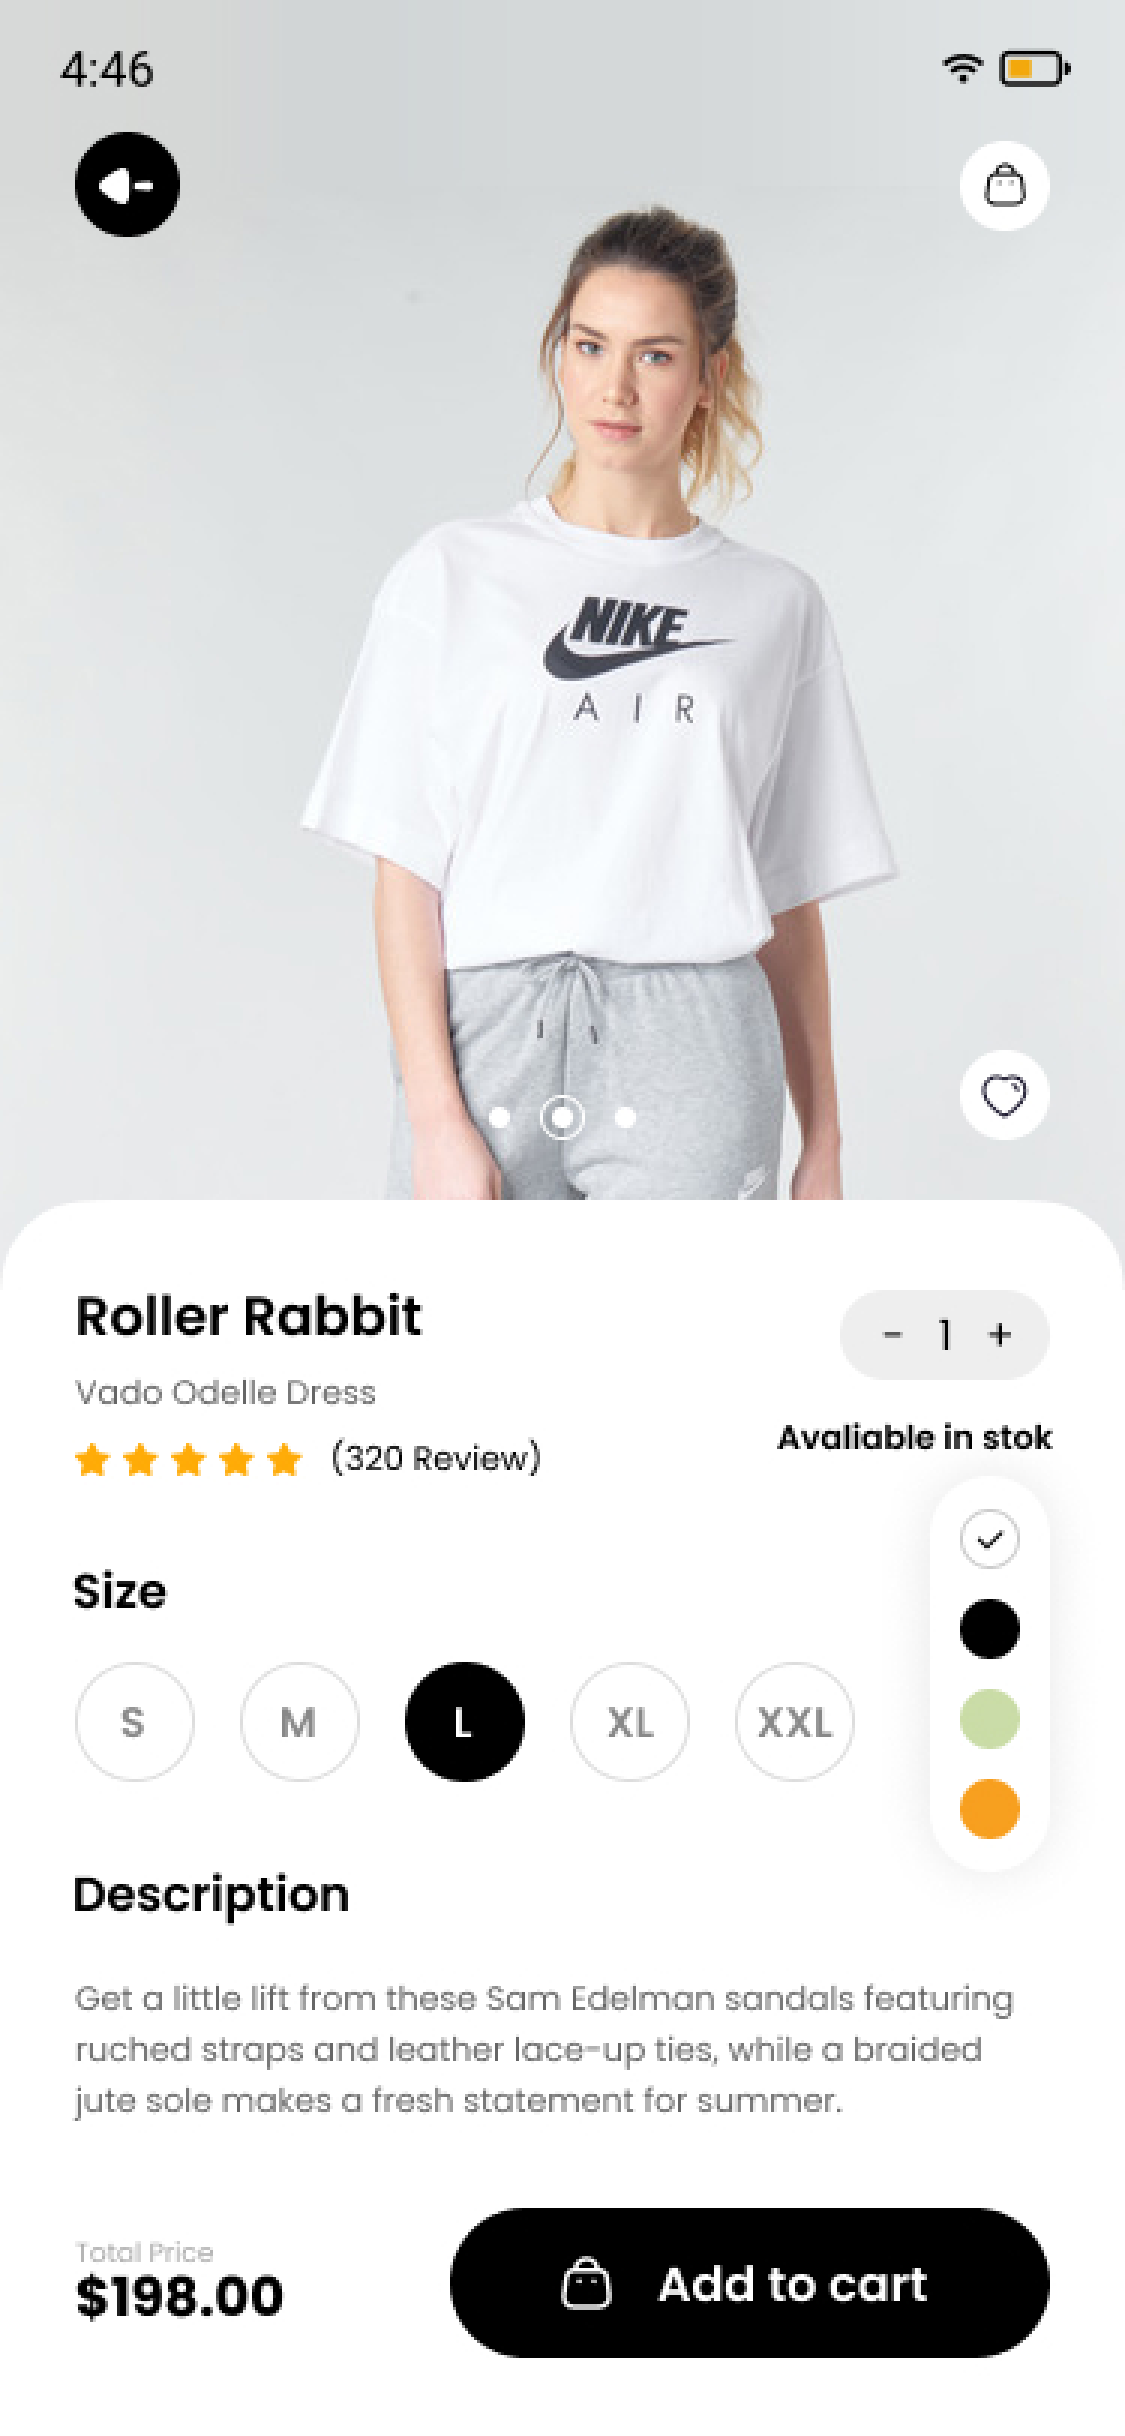 4:46
NIKE
AIR
Roller Rabbit
- 1 +
Vado Odelle Dress
(320 Review)
Avaliable in stok
Size
S M L XL XXL
Description
Get a little lift from these Sam Edelman sandals featuring
ruched straps and leather lace-up ties, while a braided
jute sole makes a fresh statement for summer.
Total Price
$198.00
Add to cart